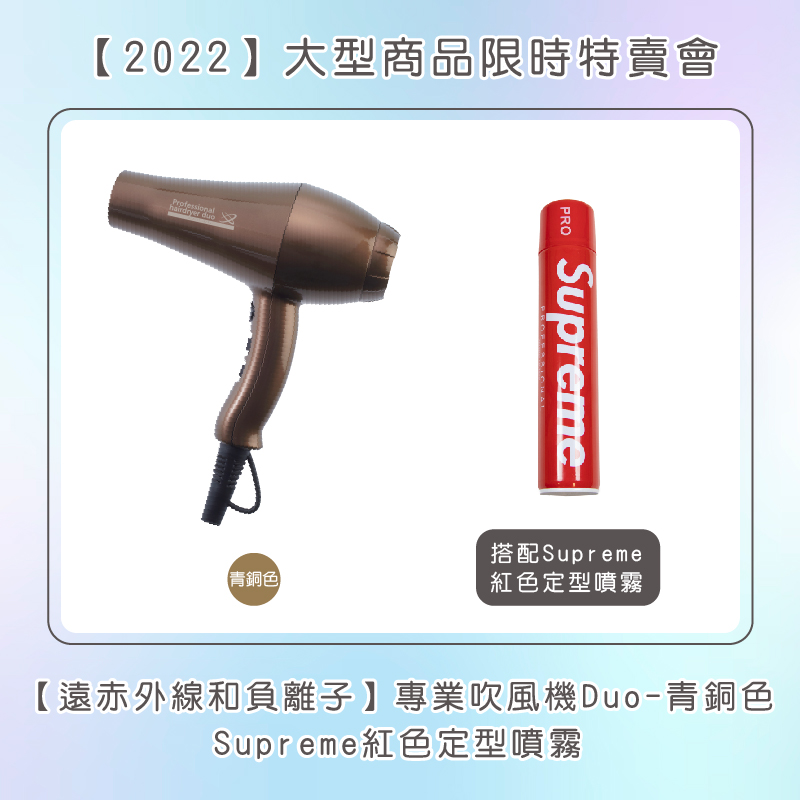 【2022】大型商品限時特賣會
Professional
hairdryer duo
PRO
Supreme
PROFESSIONAL
青銅色
搭配Supreme
紅色定型噴霧
【遠赤外線和負離子】專業吹風機Duo-青銅色
Supreme紅色定型噴霧